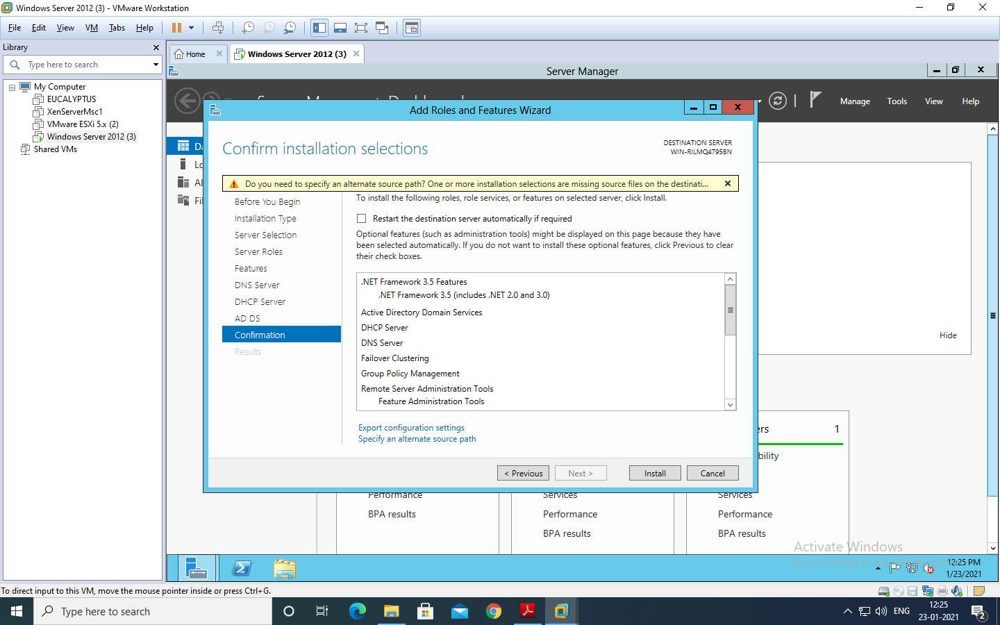 Windows Server 2012 (3) - VMware Workstation
File Edit View VM Tabs Help
Library
Type here to search
My Computer
EUCALYPTUS
XenServerMsc1
VMware ESXi 5.x (2)
Windows Server 2012 (3)
Shared VMs
Home
Windows Server 2012 (3)
Server Manager
Manage Tools View Help
Add Roles and Features Wizard
Confirm installation selections
DESTINATION SERVER
WIN-RILMQ4795BN
Do you need to specify an alternate source path? One or more installation selections are missing source files on the destinati...
Before You Begin
Installation Type
Server Selection
Server Roles
Features
DNS Server
DHCP Server
AD DS
Confirmation
Results
To install the following roles, role services, or features on selected server, click Install.
Restart the destination server automatically if required
Optional features (such as administration tools) might be displayed on this page because they have
been selected automatically. If you do not want to install these optional features, click Previous to clear
their check boxes.
.NET Framework 3.5 Features
.NET Framework 3.5 (includes .NET 2.0 and 3.0)
Active Directory Domain Services
DHCP Server
DNS Server
Failover Clustering
Group Policy Management
Remote Server Administration Tools
Feature Administration Tools
Export configuration settings
Specify an alternate source path
< Previous Next > Install Cancel
Hide
ers 1
bility
Performance Services Services
BPA results Performance Performance
BPA results BPA results
Activate Windows
12:25 PM
1/23/2021
To direct input to this VM, move the mouse pointer inside or press Ctrl+G.
Type here to search
ENG
12:25
23-01-2021
2